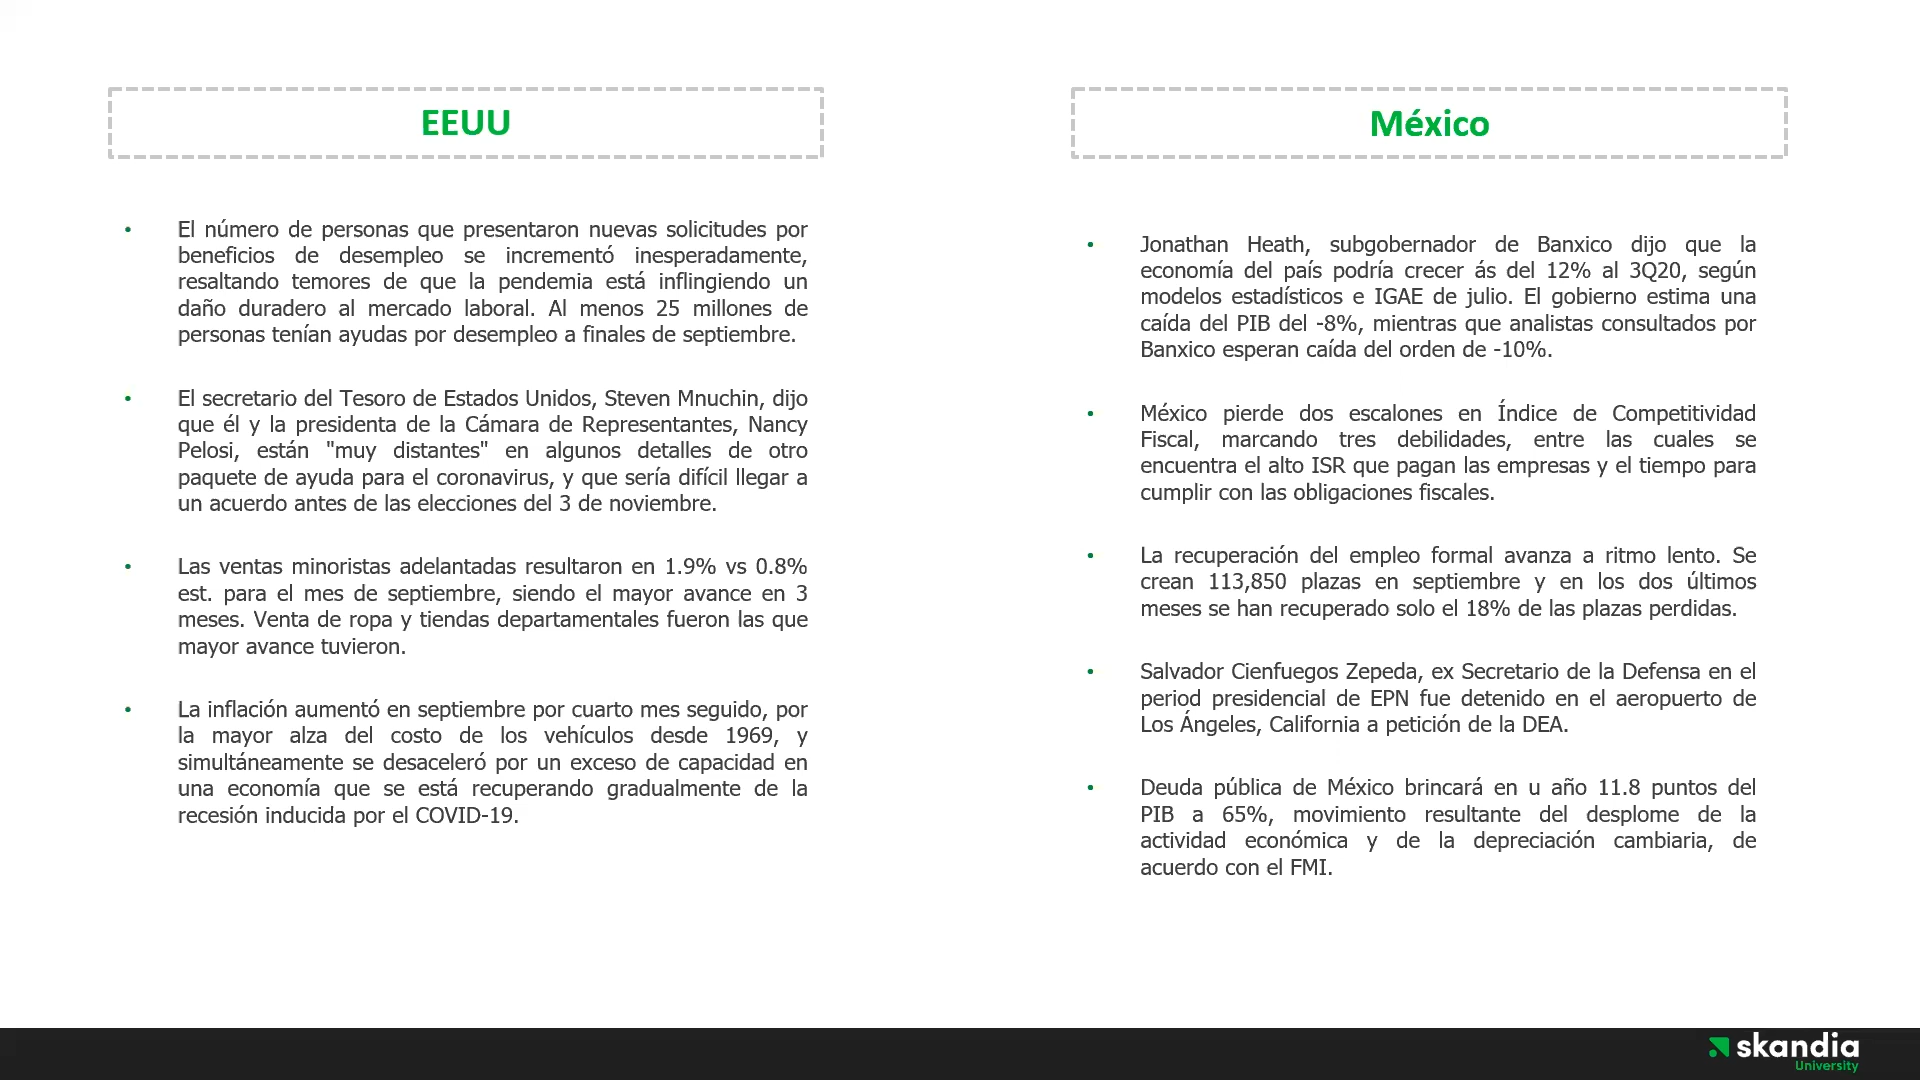 EEUU
• El número de personas que presentaron nuevas solicitudes por
beneficios de desempleo se incrementó inesperadamente,
resaltando temores de que la pendemia está inflingiendo un
daño duradero al mercado laboral. Al menos 25 millones de
personas tenían ayudas por desempleo a finales de septiembre.
• El secretario del Tesoro de Estados Unidos, Steven Mnuchin, dijo
que él y la presidenta de la Cámara de Representantes, Nancy
Pelosi, están "muy distantes" en algunos detalles de otro
paquete de ayuda para el coronavirus, y que sería difícil llegar a
un acuerdo antes de las elecciones del 3 de noviembre.
• Las ventas minoristas adelantadas resultaron en 1.9% vs 0.8%
est. para el mes de septiembre, siendo el mayor avance en 3
meses. Venta de ropa y tiendas departamentales fueron las que
mayor avance tuvieron.
• La inflación aumentó en septiembre por cuarto mes seguido, por
la mayor alza del costo de los vehículos desde 1969, y
simultáneamente se desaceleró por un exceso de capacidad en
una economía que se está recuperando gradualmente de la
recesión inducida por el COVID-19.
México
• Jonathan Heath, subgobernador de Banxico dijo que la
economía del país podría crecer ás del 12% al 3Q20, según
modelos estadísticos e IGAE de julio. El gobierno estima una
caída del PIB del -8%, mientras que analistas consultados por
Banxico esperan caída del orden de -10%.
• México pierde dos escalones en Índice de Competitividad
Fiscal, marcando tres debilidades, entre las cuales se
encuentra el alto ISR que pagan las empresas y el tiempo para
cumplir con las obligaciones fiscales.
• La recuperación del empleo formal avanza a ritmo lento. Se
crean 113,850 plazas en septiembre y en los dos últimos
meses se han recuperado solo el 18% de las plazas perdidas.
• Salvador Cienfuegos Zepeda, ex Secretario de la Defensa en el
period presidencial de EPN fue detenido en el aeropuerto de
Los Ángeles, California a petición de la DEA.
• Deuda pública de México brincará en u año 11.8 puntos del
PIB a 65%, movimiento resultante del desplome de la
actividad económica y de la depreciación cambiaria, de
acuerdo con el FMI.
skandia
University